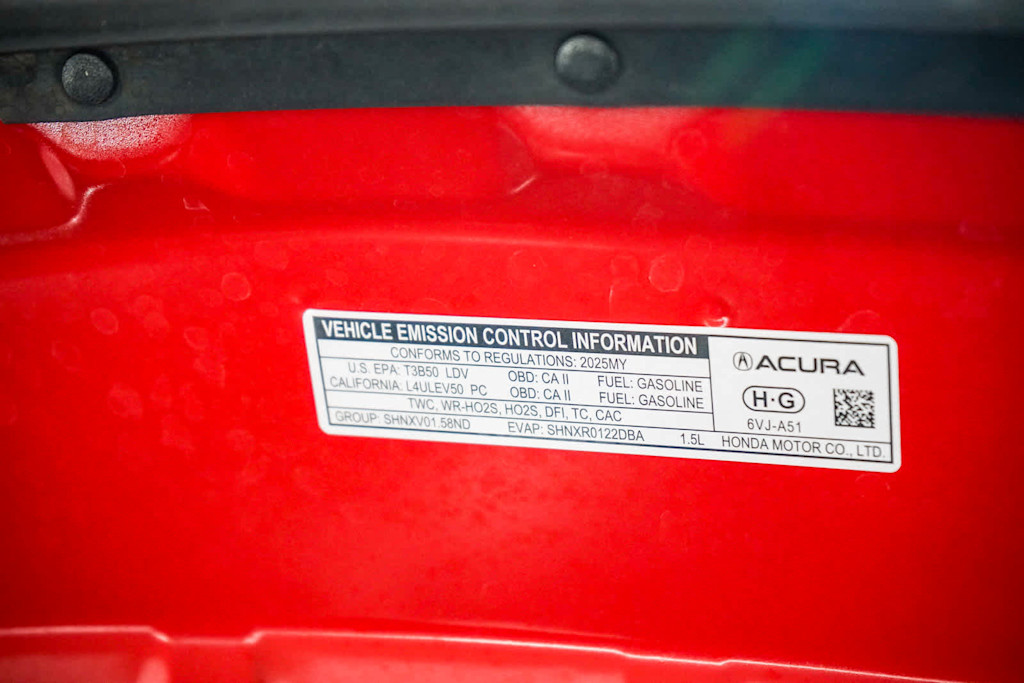 VEHICLE EMISSION CONTROL INFORMATION
CONFORMS TO REGULATIONS: 2025MY
U.S. EPA: T3B50 LDV OBD: CA II FUEL: GASOLINE
CALIFORNIA: L4ULEV50 PC OBD: CA II FUEL: GASOLINE
TWC, WR-HO2S, HO2S, DFI, TC, CAC
GROUP: SHNXV01.58ND EVAP: SHNXR0122DBA 1.5L
ACURA
H·G
6VJ-A51
HONDA MOTOR CO., LTD.